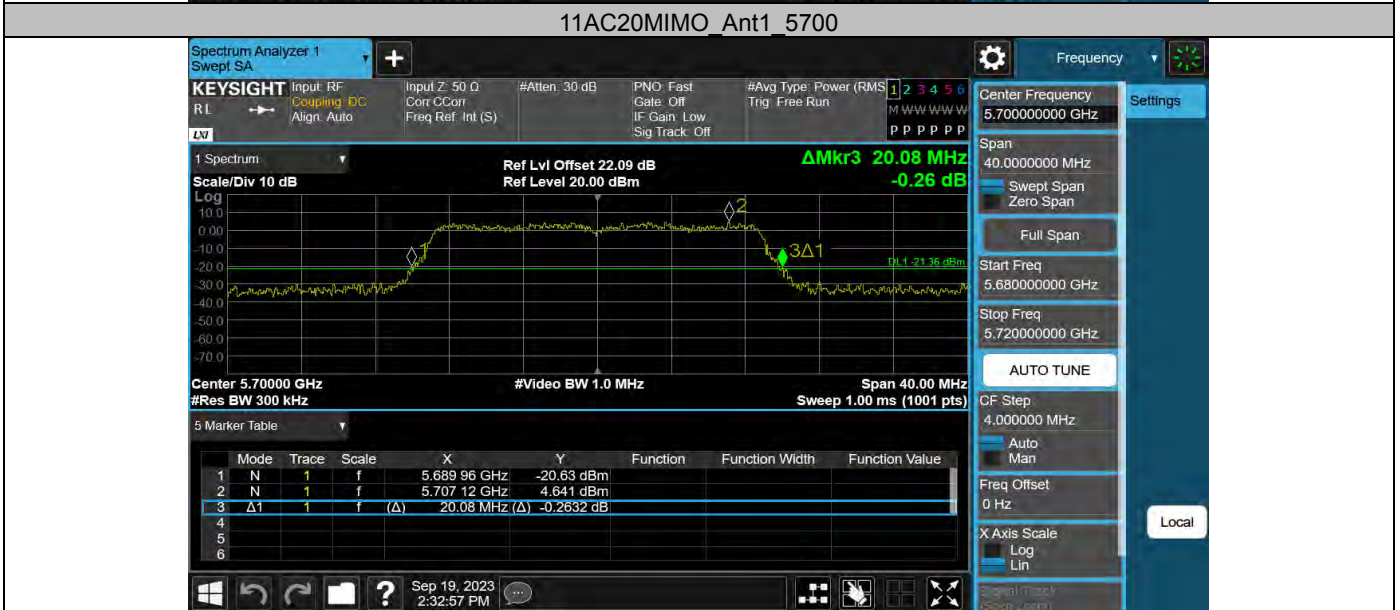 11AC20MIMO_Ant1_5700
Spectrum Analyzer 1
Swept SA
+
Frequency
KEYSIGHT
RL
LXI
Input: RF
Coupling: DC
Align: Auto
Input Z: 50 Ω
Corr CCorr
Freq Ref: Int (S)
#Atten: 30 dB
PNO: Fast
Gate: Off
IF Gain: Low
Sig Track: Off
#Avg Type: Power (RMS
Trig: Free Run
1 2 3 4 5 6
M W W W W W
P P P P P P
1 Spectrum
Scale/Div 10 dB
Ref Lvl Offset 22.09 dB
Ref Level 20.00 dBm
ΔMkr3 20.08 MHz
-0.26 dB
Log
10.0
0.00
-10.0
-20.0
-30.0
-40.0
-50.0
-60.0
-70.0
1
2
3Δ1
DL1 -21.36 dBm
Center 5.70000 GHz
#Video BW 1.0 MHz
Span 40.00 MHz
#Res BW 300 kHz
Sweep 1.00 ms (1001 pts)
5 Marker Table
Mode Trace Scale X Y Function Function Width Function Value
1 N 1 f 5.689 96 GHz -20.63 dBm
2 N 1 f 5.707 12 GHz 4.641 dBm
3 Δ1 1 f (Δ) 20.08 MHz (Δ) -0.2632 dB
4
5
6
Center Frequency
5.700000000 GHz
Settings
Span
40.0000000 MHz
Swept Span
Zero Span
Full Span
Start Freq
5.680000000 GHz
Stop Freq
5.720000000 GHz
AUTO TUNE
CF Step
4.000000 MHz
Auto
Man
Freq Offset
0 Hz
X Axis Scale
Log
Lin
Local
Signal Track
?
Sep 19, 2023
2:32:57 PM